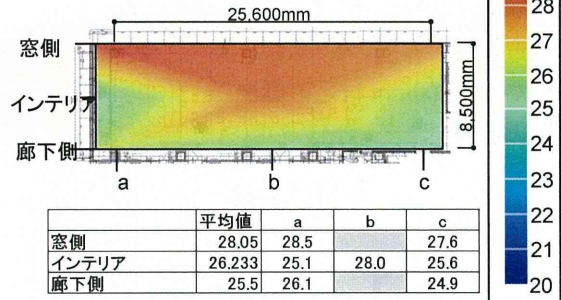 25.600mm
窓側
インテリア
廊下側
8,500mm
a b c
平均値 a b c
窓側 28.05 28.5 27.6
インテリア 26.233 25.1 28.0 25.6
廊下側 25.5 26.1 24.9
28
27
26
25
24
23
22
21
20